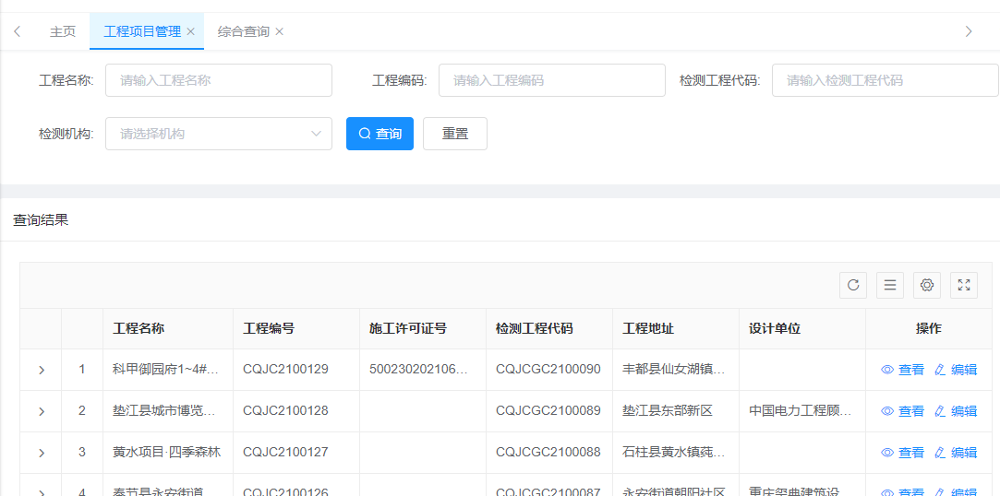 主页 工程项目管理 综合查询
工程名称: 请输入工程名称 工程编码: 请输入工程编码 检测工程代码: 请输入检测工程代码
检测机构: 请选择机构 查询 重置
查询结果
工程名称 工程编号 施工许可证号 检测工程代码 工程地址 设计单位 操作
1 科甲御园府1~4#... CQJC2100129 500230202106... CQJCGC2100090 丰都县仙女湖镇... 查看 编辑
2 垫江县城市博览... CQJC2100128 CQJCGC2100089 垫江县东部新区 中国电力工程顾... 查看 编辑
3 黄水项目·四季森林 CQJC2100127 CQJCGC2100088 石柱县黄水镇莼... 查看 编辑
4 奉节县永安街道... CQJC2100126 CQJCGC2100087 永安街道朝阳社区 重庆玺典建筑设... 查看 编辑